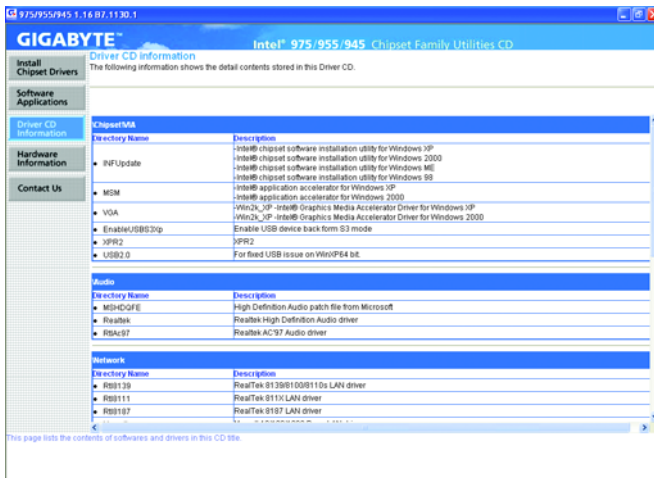 975/955/945 1.16 B7.1130.1
GIGABYTE™
Intel® 975/955/945 Chipset Family Utilities CD
Install
Chipset Drivers
Software
Applications
Driver CD
Information
Hardware
Information
Contact Us
Driver CD information
The following information shows the detail contents stored in this Driver CD.
\Chipset\IA
Directory Name Description
INFUpdate
-Intel® chipset software installation utility for Windows XP
-Intel® chipset software installation utility for Windows 2000
-Intel® chipset software installation utility for Windows ME
-Intel® chipset software installation utility for Windows 98
MSM
-Intel® application accelerator for Windows XP
-Intel® application accelerator for Windows 2000
VGA
-Win2k_XP -Intel® Graphics Media Accelerator Driver for Windows XP
-Win2k_XP -Intel® Graphics Media Accelerator Driver for Windows 2000
EnableUSBS3Xp Enable USB device back form S3 mode
XPR2 XPR2
USB2.0 For fixed USB issue on WinXP64 bit.
\Audio
Directory Name Description
MSHDQFE High Definition Audio patch file from Microsoft
Realtek Realtek High Definition Audio driver
RtlAc97 Realtek AC'97 Audio driver
\Network
Directory Name Description
Rtl8139 RealTek 8139/8100/8110s LAN driver
Rtl8111 RealTek 811X LAN driver
Rtl8187 RealTek 8187 LAN driver
This page lists the contents of softwares and drivers in this CD title.